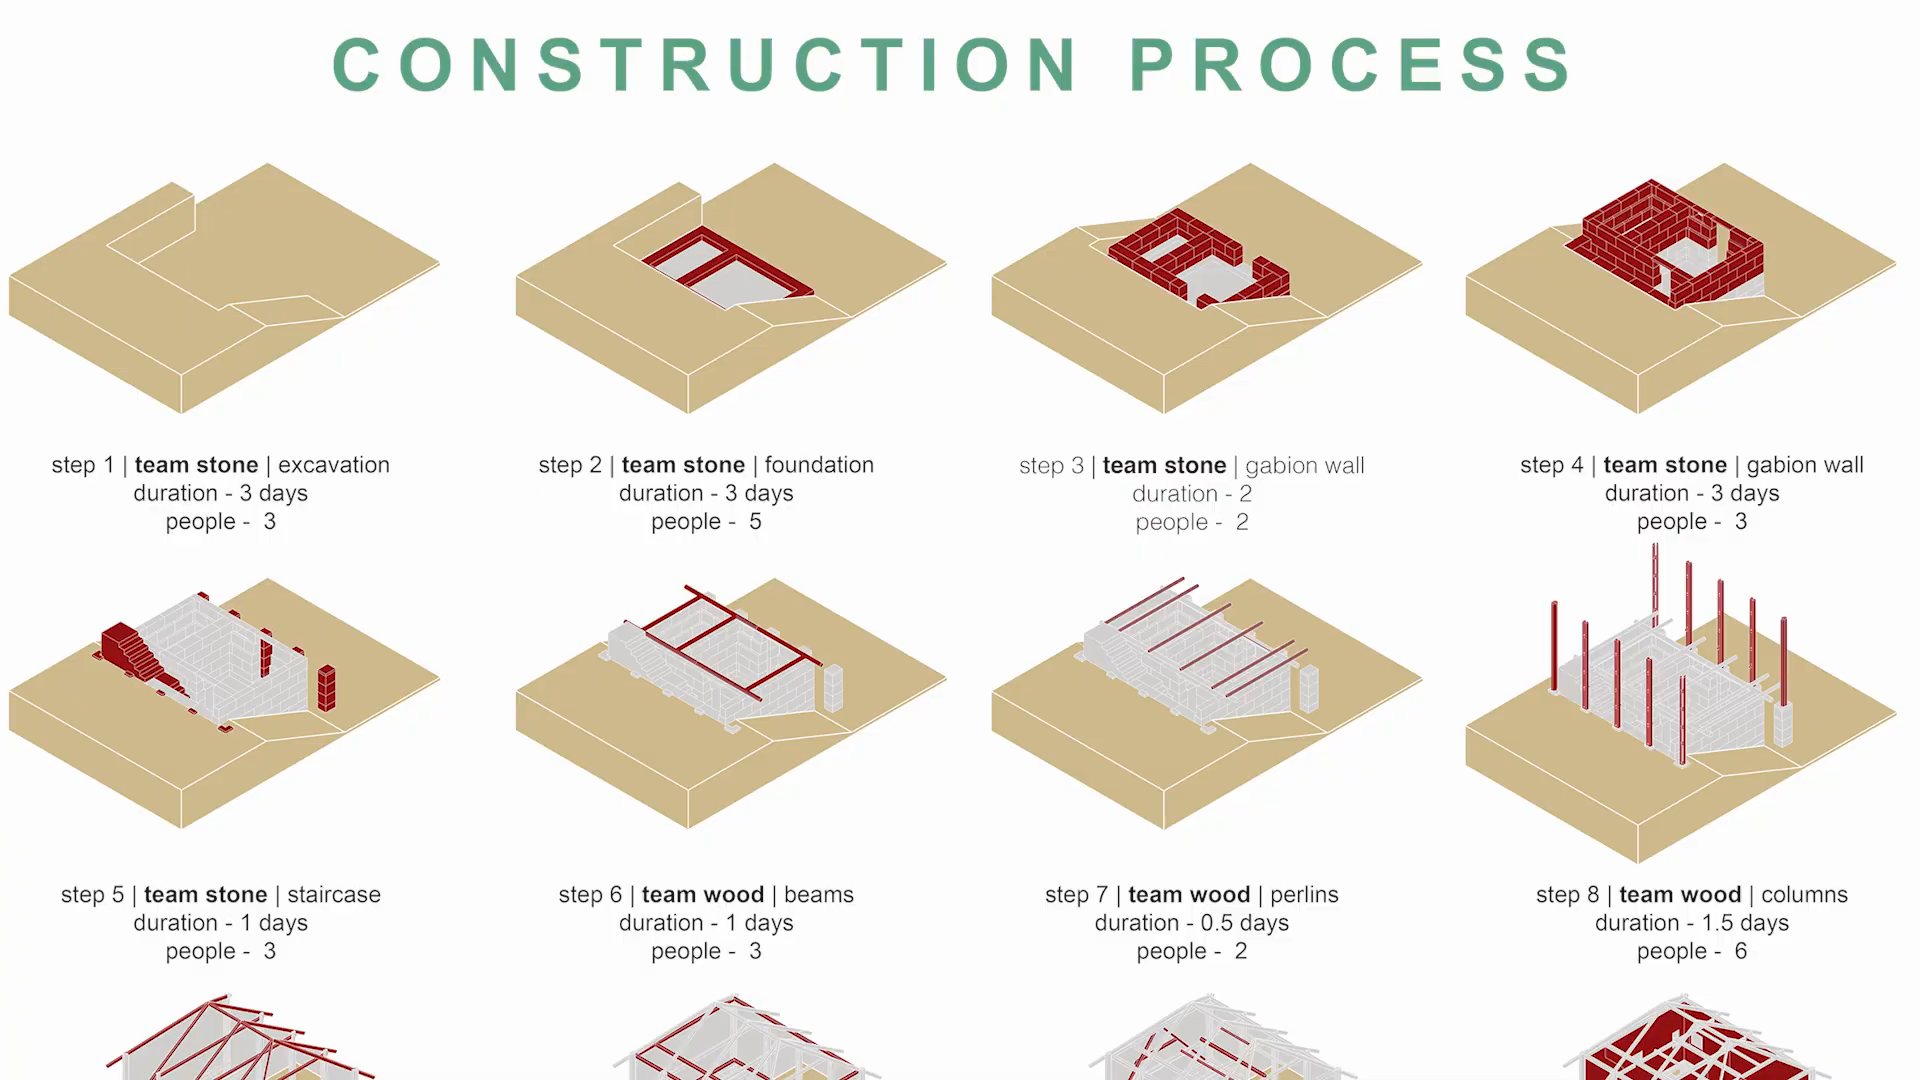 CONSTRUCTION PROCESS
step 1 | team stone | excavation
duration - 3 days
people - 3
step 2 | team stone | foundation
duration - 3 days
people - 5
step 3 | team stone | gabion wall
duration - 2
people - 2
step 4 | team stone | gabion wall
duration - 3 days
people - 3
step 5 | team stone | staircase
duration - 1 days
people - 3
step 6 | team wood | beams
duration - 1 days
people - 3
step 7 | team wood | perlins
duration - 0.5 days
people - 2
step 8 | team wood | columns
duration - 1.5 days
people - 6